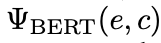 Ψ_BERT(e, c)